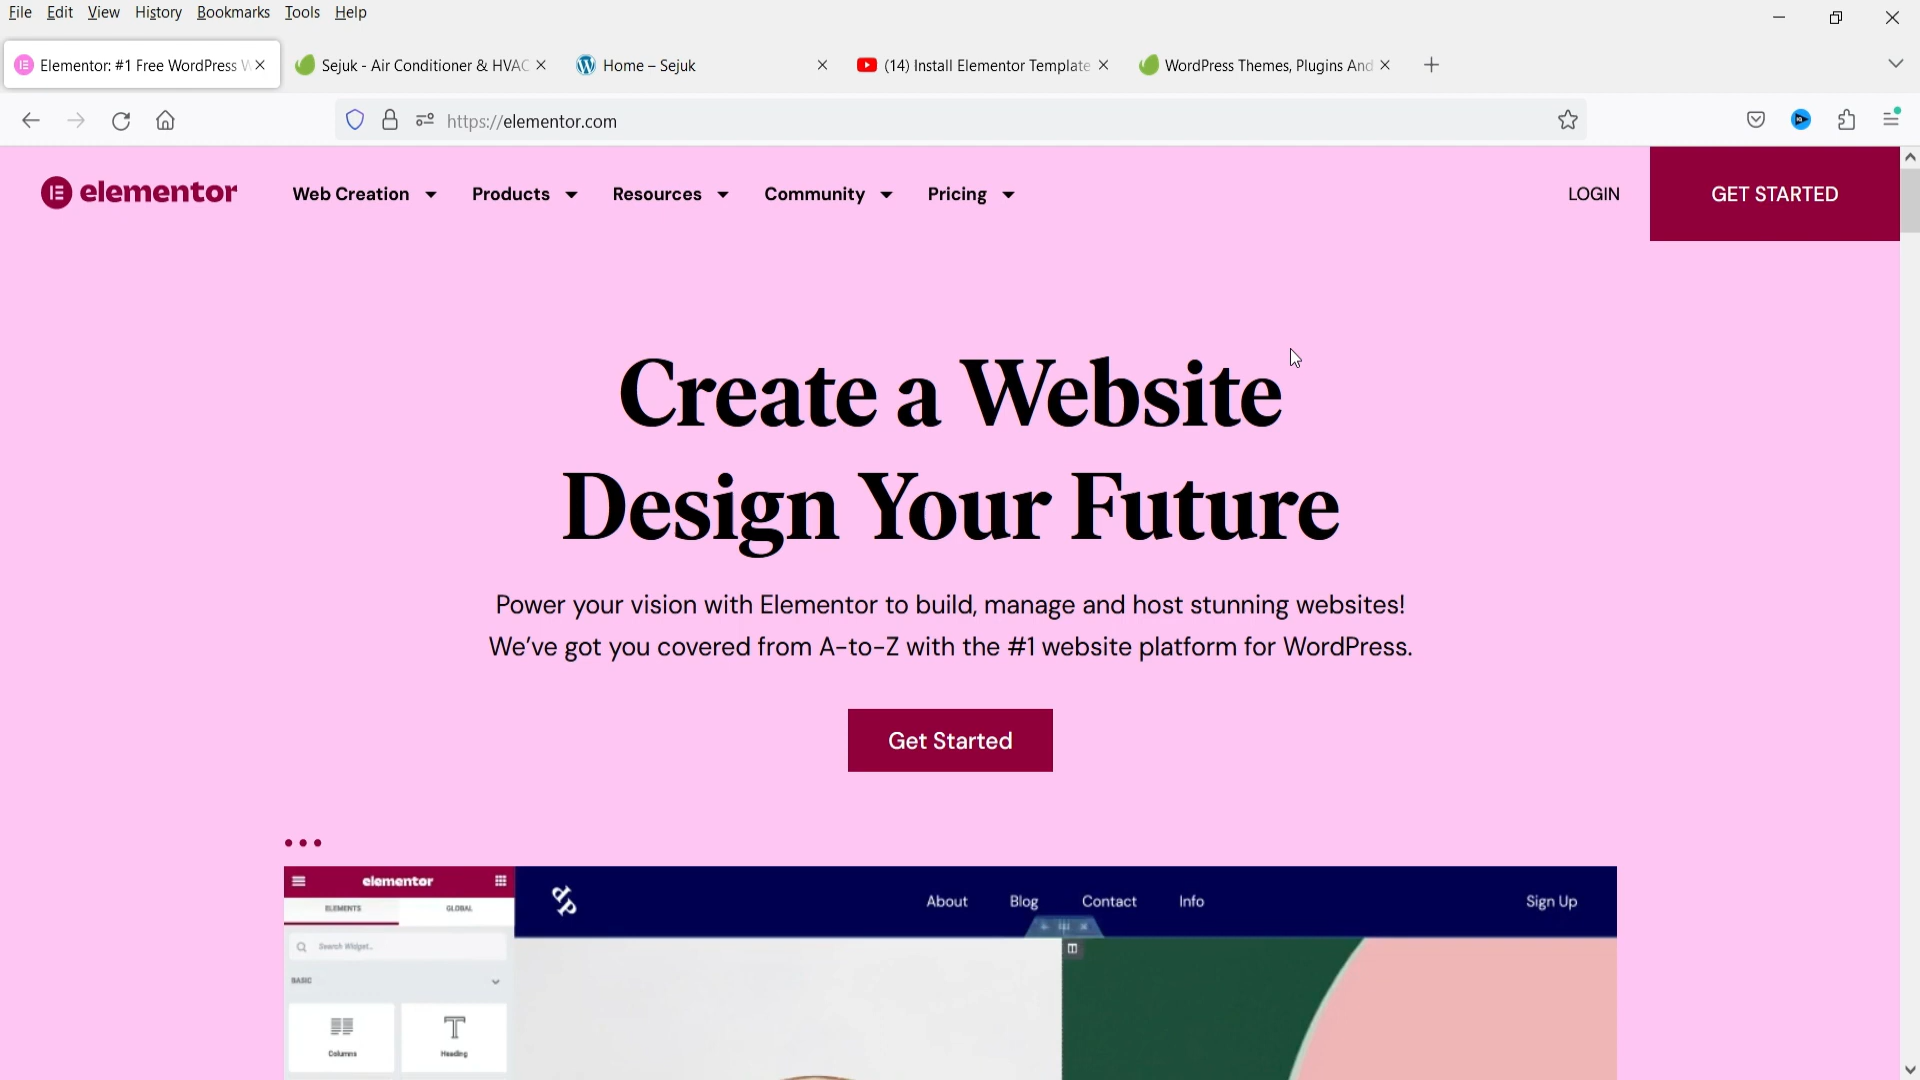 File Edit View History Bookmarks Tools Help
Elementor: #1 Free WordPress W
Sejuk - Air Conditioner & HVAC
Home – Sejuk
(14) Install Elementor Template
WordPress Themes, Plugins And
https://elementor.com
elementor
Web Creation Products Resources Community Pricing
LOGIN
GET STARTED
Create a Website
Design Your Future
Power your vision with Elementor to build, manage and host stunning websites!
We've got you covered from A-to-Z with the #1 website platform for WordPress.
Get Started
elementor
About Blog Contact Info
Sign Up
ELEMENTS GLOBAL
Search Widget...
BASIC
Columns Heading